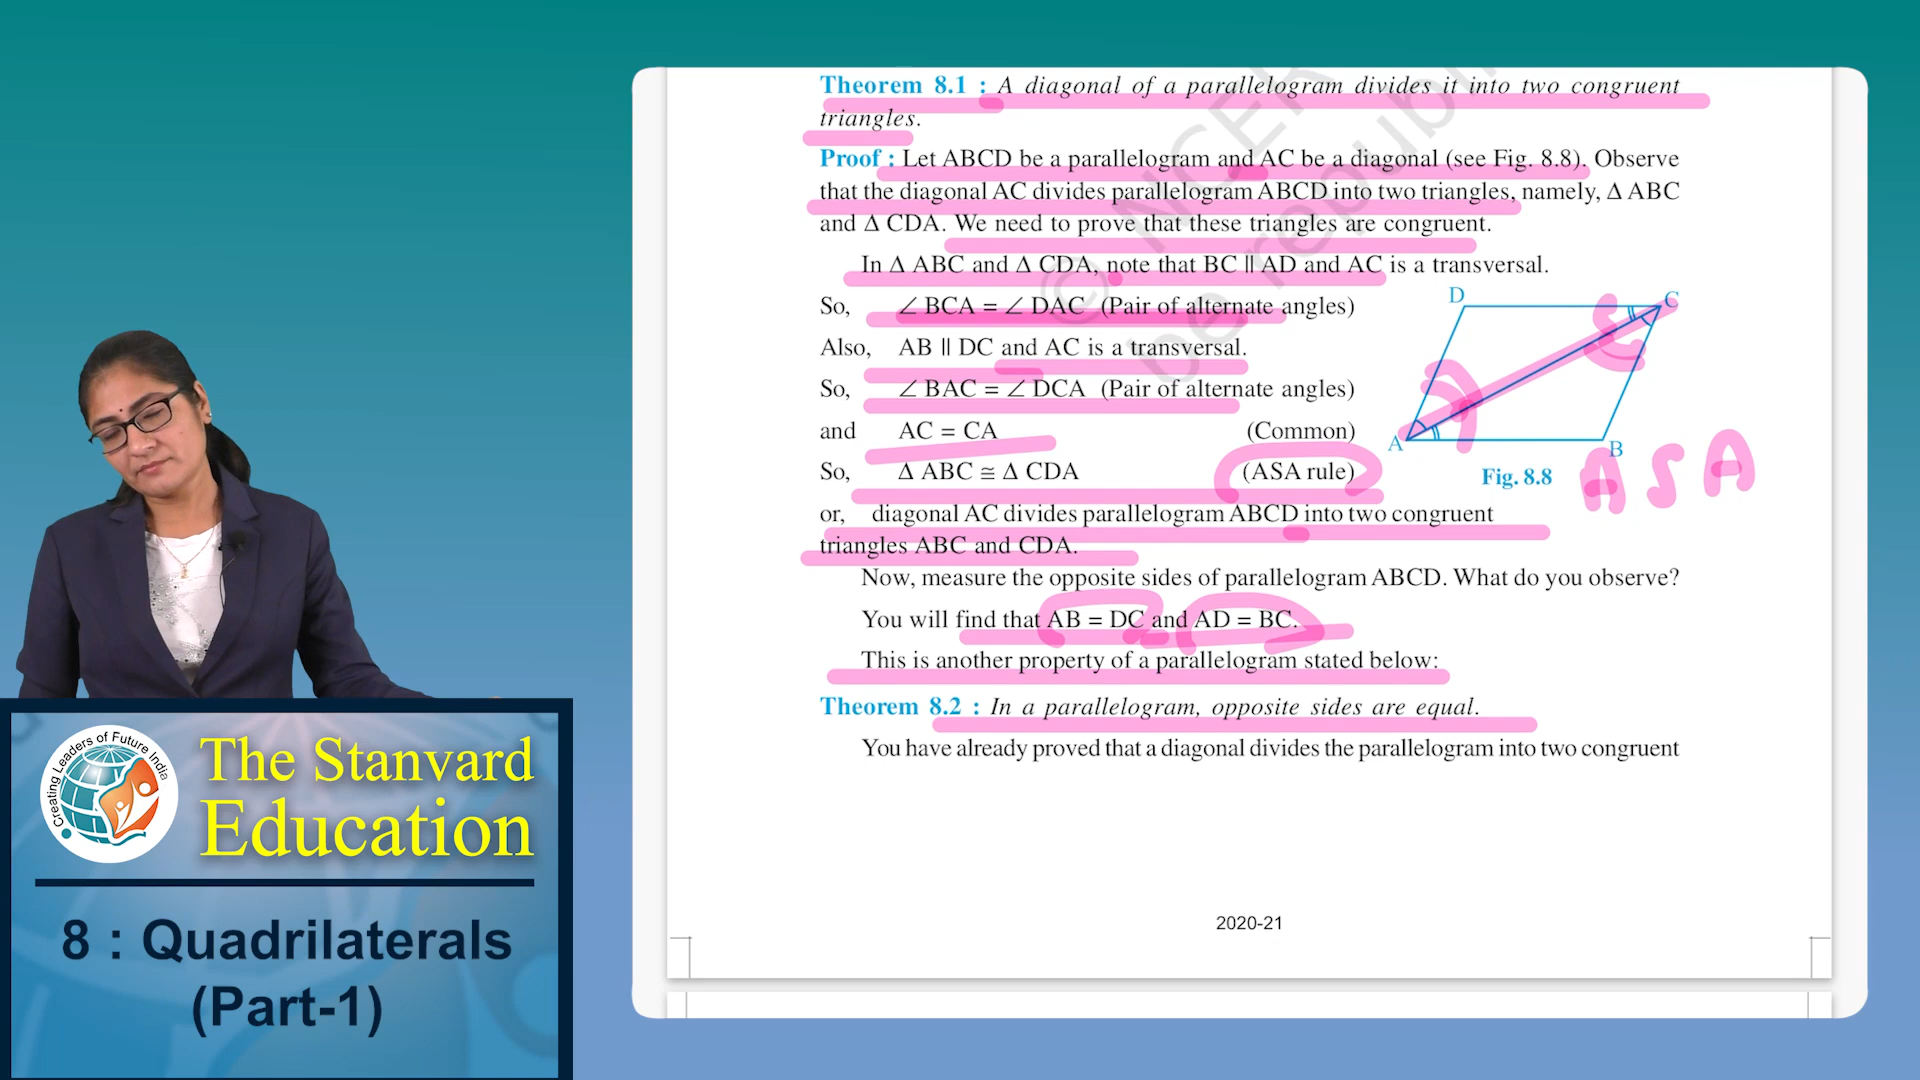 Theorem 8.1 : A diagonal of a parallelogram divides it into two congruent
triangles.
Proof : Let ABCD be a parallelogram and AC be a diagonal (see Fig. 8.8). Observe
that the diagonal AC divides parallelogram ABCD into two triangles, namely, Δ ABC
and Δ CDA. We need to prove that these triangles are congruent.
In Δ ABC and Δ CDA, note that BC || AD and AC is a transversal.
So, ∠ BCA = ∠ DAC (Pair of alternate angles)
Also, AB || DC and AC is a transversal.
So, ∠ BAC = ∠ DCA (Pair of alternate angles)
and AC = CA (Common)
So, Δ ABC ≅ Δ CDA (ASA rule)
or, diagonal AC divides parallelogram ABCD into two congruent
triangles ABC and CDA.
D
C
A
B
Fig. 8.8
ASA
Now, measure the opposite sides of parallelogram ABCD. What do you observe?
You will find that AB = DC and AD = BC.
This is another property of a parallelogram stated below:
Theorem 8.2 : In a parallelogram, opposite sides are equal.
You have already proved that a diagonal divides the parallelogram into two congruent
2020-21
© NCER
be republi
Creating Leaders of Future India
The Stanvard
Education
8 : Quadrilaterals
(Part-1)